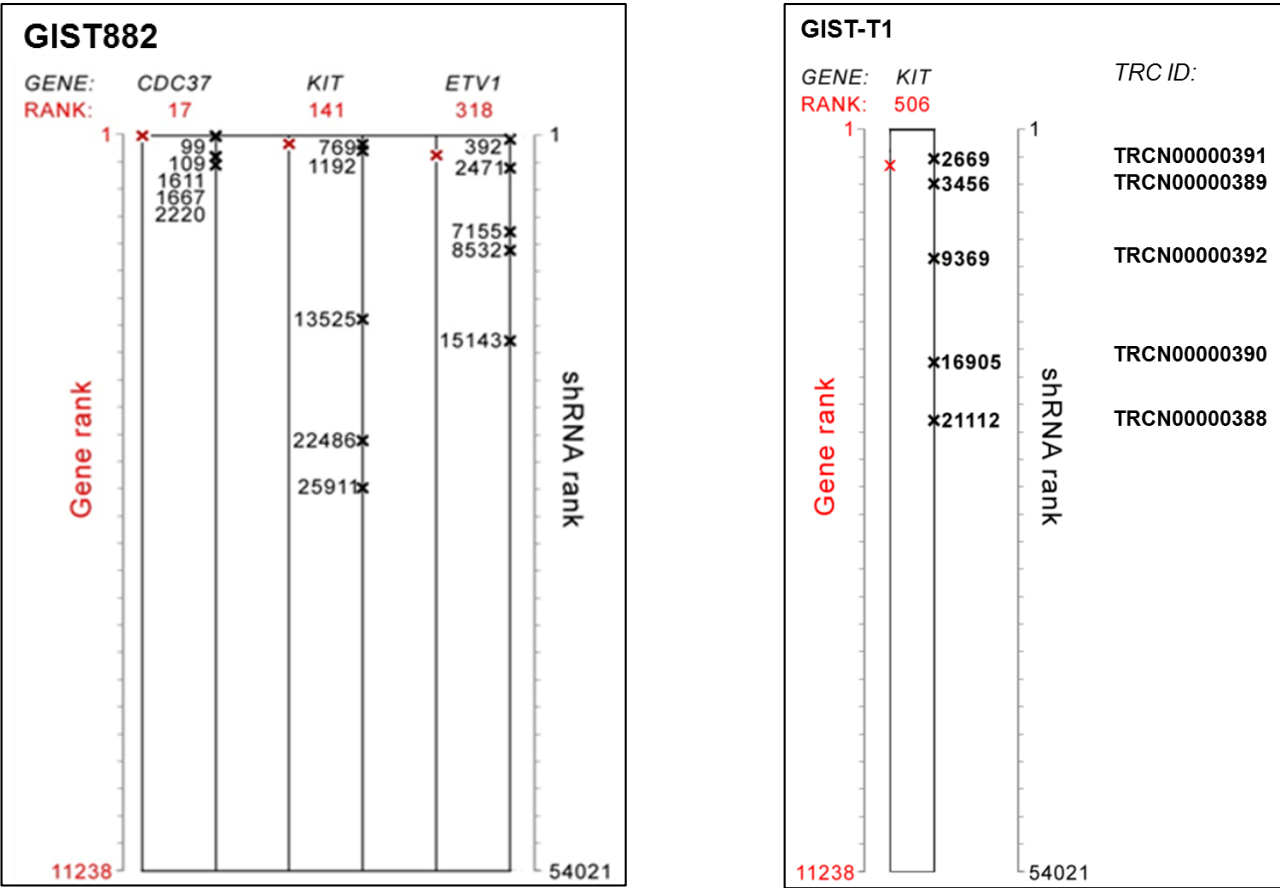 GIST882
GENE: CDC37 KIT ETV1
RANK: 17 141 318
1 1
99 769 392
109 1192 2471
1611
1667
2220
7155
8532
13525
15143
22486
25911
Gene rank
shRNA rank
11238 54021
GIST-T1
GENE: KIT TRC ID:
RANK: 506
1 1
2669 TRCN00000391
3456 TRCN00000389
9369 TRCN00000392
16905 TRCN00000390
21112 TRCN00000388
Gene rank
shRNA rank
11238 54021